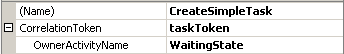 (Name) CreateSimpleTask
CorrelationToken taskToken
OwnerActivityName WaitingState